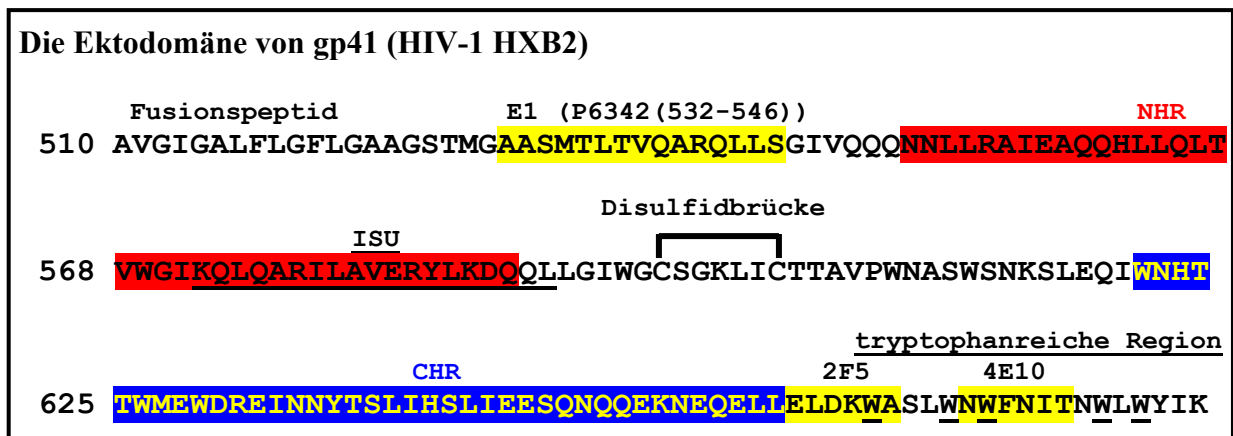 Die Ektodomäne von gp41 (HIV-1 HXB2)
Fusionspeptid E1 (P6342(532-546)) NHR
510 AVGIGALFLGFLGAAGSTMGAASMTLTVQARQLLSGIVQQQNNLLRAIEAQQHLLQLT
Disulfidbrücke
ISU
568 VWGIKQLQARILAVERYLKDQQLLGIWGCSGKLICTTAVPWNASWSNKSLEQIWNHT
tryptophanreiche Region
CHR 2F5 4E10
625 TWMEWDREINNYTSLIHSLIEESQNQQEKNEQELLELDKWASLWNWFNITNWLWYIK